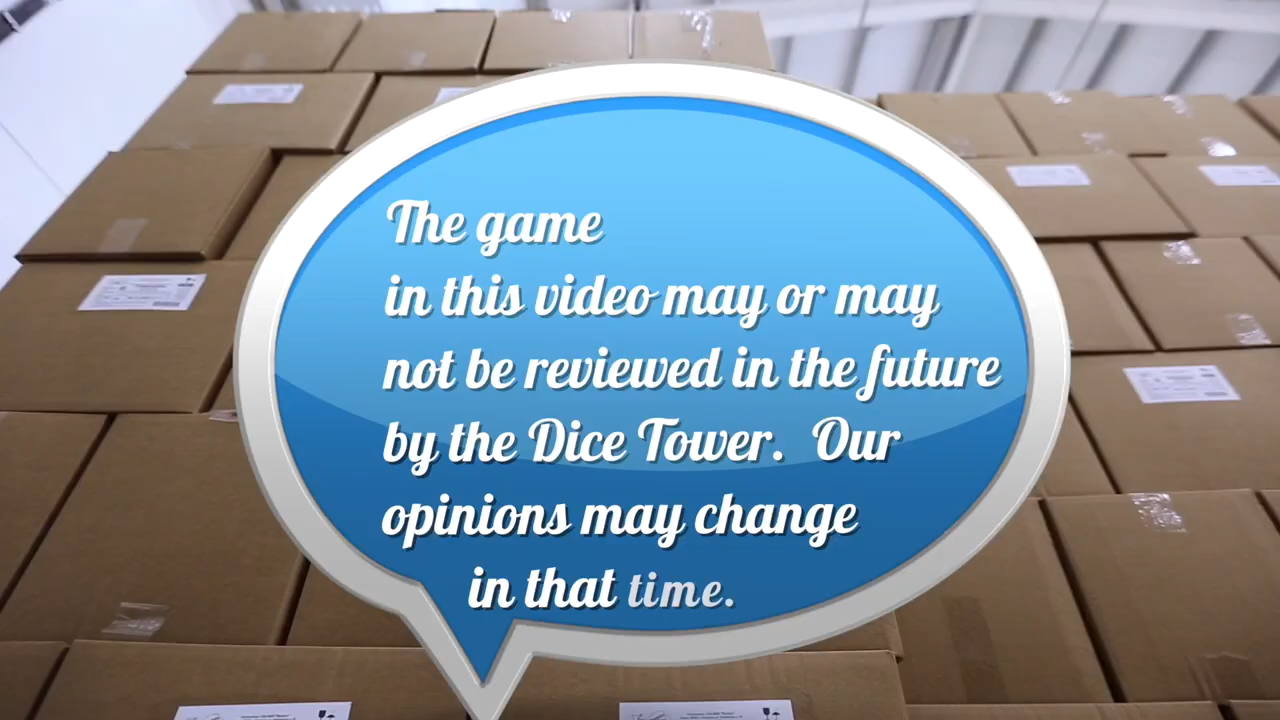 The game
in this video may or may
not be reviewed in the future
by the Dice Tower. Our
opinions may change
in that time.